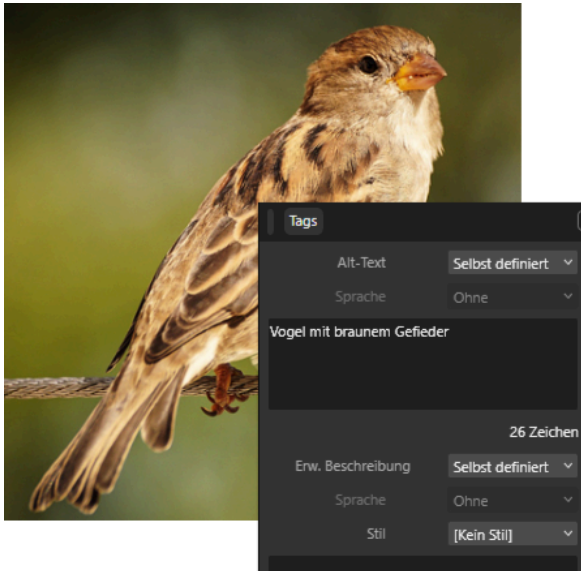 Tags
Alt-Text Selbst definiert
Sprache Ohne
Vogel mit braunem Gefieder
26 Zeichen
Erw. Beschreibung Selbst definiert
Sprache Ohne
Stil [Kein Stil]